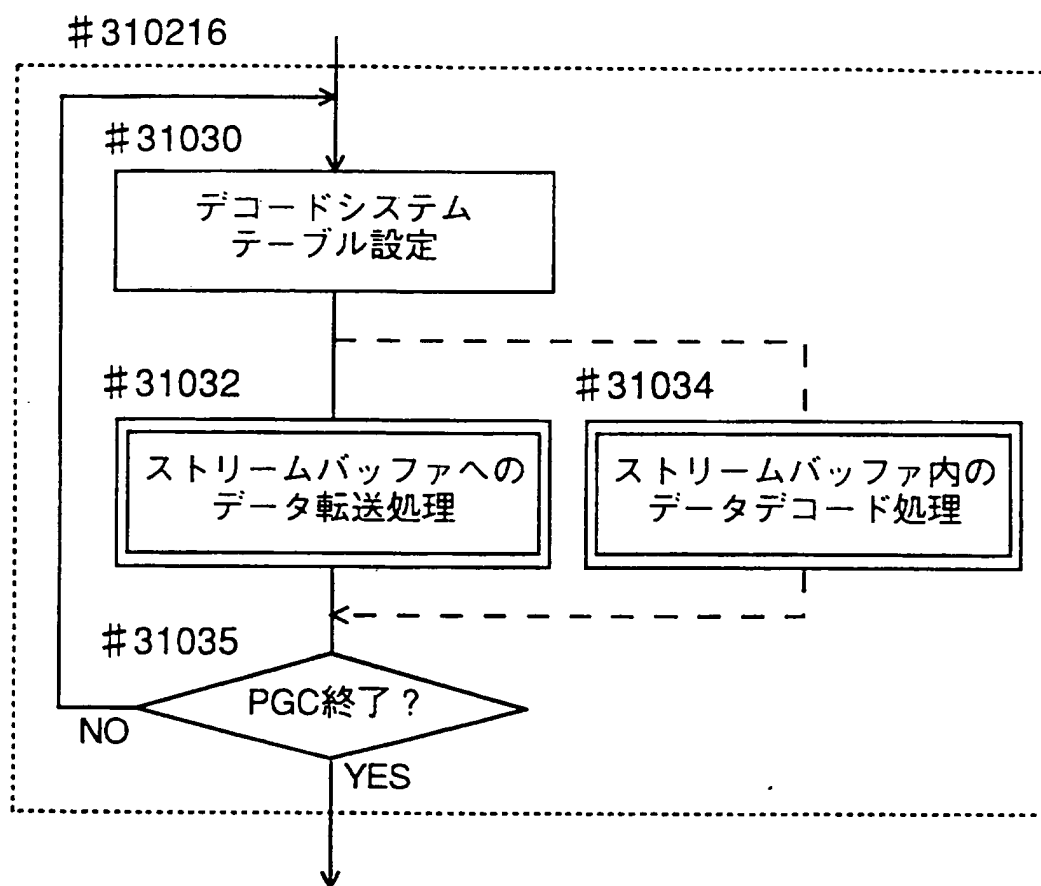 #310216
#31030
デコードシステム
テーブル設定
#31032
ストリームバッファへの
データ転送処理
#31034
ストリームバッファ内の
データデコード処理
#31035
PGC終了？
NO
YES